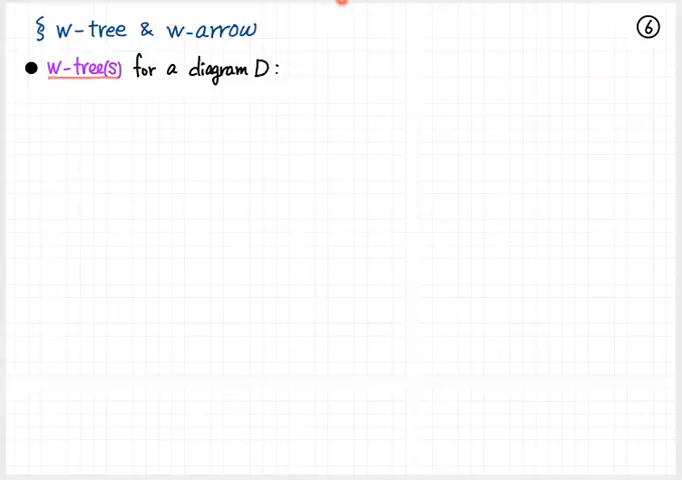 § w-tree & w-arrow
⑥
● w-tree(s) for a diagram D: